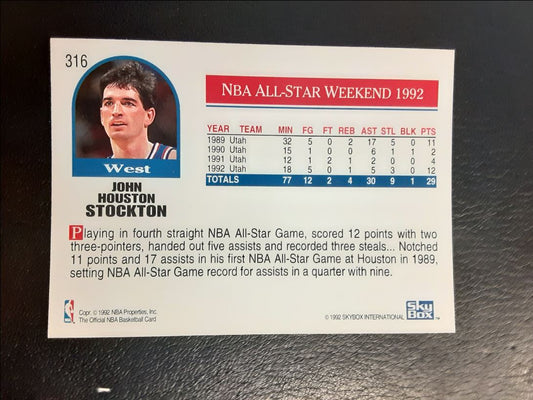 316
NBA ALL-STAR WEEKEND 1992
YEAR TEAM MIN FG FT REB AST STL BLK PTS
1989 Utah 32 5 0 2 17 5 0 11
1990 Utah 15 1 0 0 6 1 1 2
1991 Utah 12 1 2 1 2 0 0 4
1992 Utah 18 5 0 1 5 3 0 12
TOTALS 77 12 2 4 30 9 1 29
West
JOHN
HOUSTON
STOCKTON
Playing in fourth straight NBA All-Star Game, scored 12 points with two
three-pointers, handed out five assists and recorded three steals... Notched
11 points and 17 assists in his first NBA All-Star Game at Houston in 1989,
setting NBA All-Star Game record for assists in a quarter with nine.
NBA
Copr. © 1992 NBA Properties, Inc.
The Official NBA Basketball Card
© 1992 SKYBOX INTERNATIONAL
Sky
Box™